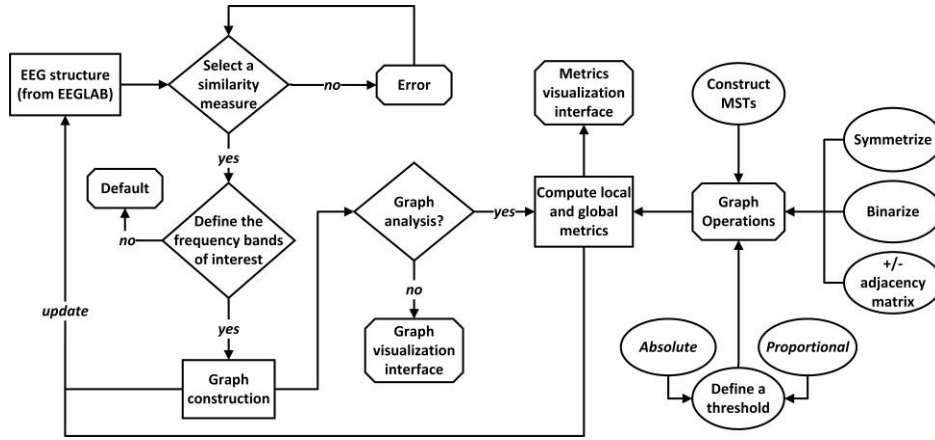 EEG structure
(from EEGLAB)
Select a
similarity
measure
no
Error
yes
Default
no
Define the
frequency bands
of interest
yes
update
Graph
construction
Graph
analysis?
yes
no
Graph
visualization
interface
Metrics
visualization
interface
Compute local
and global
metrics
Construct
MSTs
Graph
Operations
Symmetrize
Binarize
+/-
adjacency
matrix
Absolute
Proportional
Define a
threshold